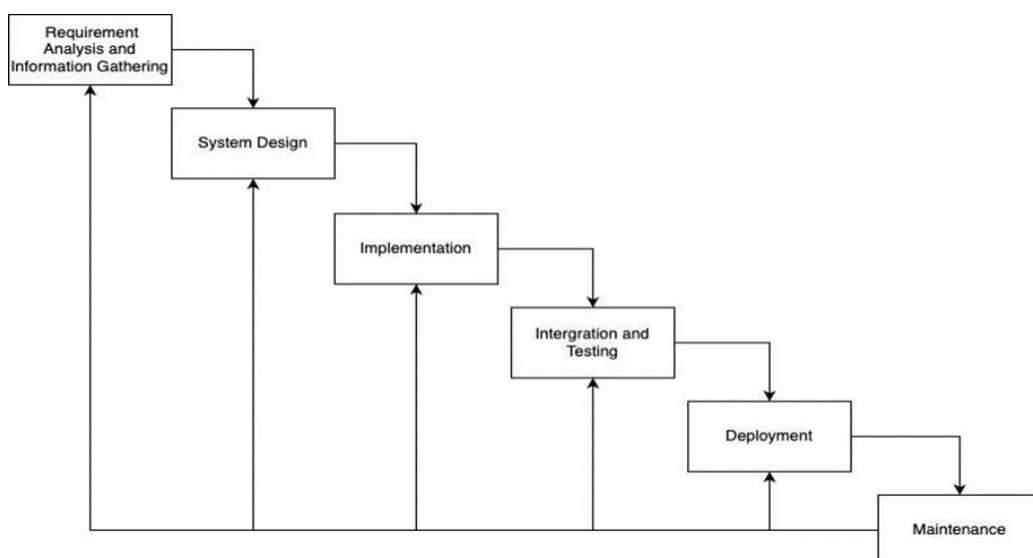 Requirement
Analysis and
Information Gathering
System Design
Implementation
Intergration and
Testing
Deployment
Maintenance